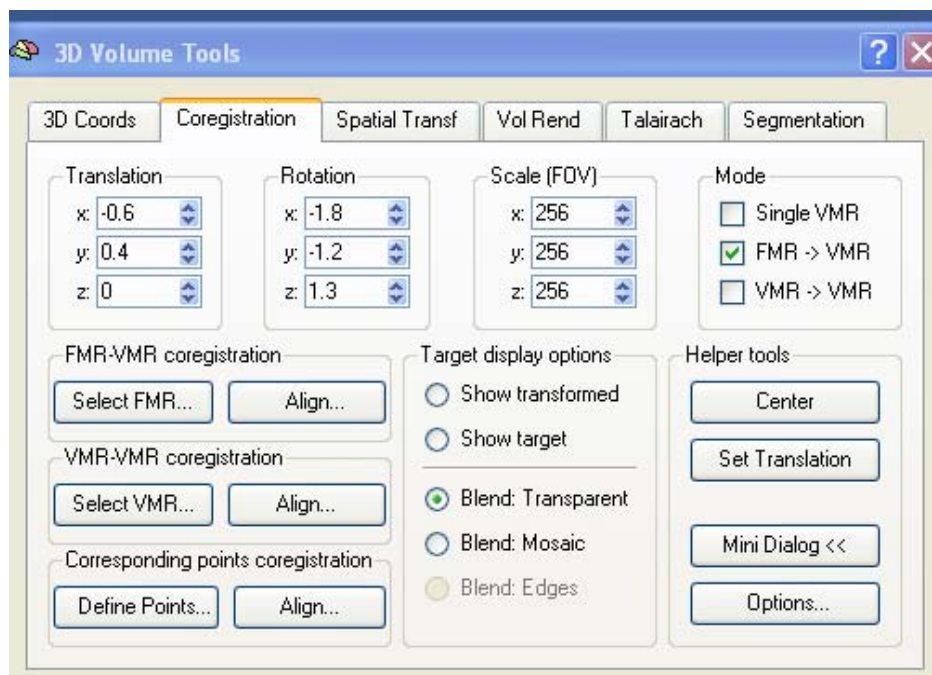 3D Volume Tools
3D Coords Coregistration Spatial Transf Vol Rend Talairach Segmentation
Translation Rotation Scale (FOV) Mode
x: -0.6 x: -1.8 x: 256 Single VMR
y: 0.4 y: -1.2 y: 256 FMR -> VMR
z: 0 z: 1.3 z: 256 VMR -> VMR
FMR-VMR coregistration
Select FMR... Align...
VMR-VMR coregistration
Select VMR... Align...
Corresponding points coregistration
Define Points... Align...
Target display options
Show transformed
Show target
Blend: Transparent
Blend: Mosaic
Blend: Edges
Helper tools
Center
Set Translation
Mini Dialog <<
Options...